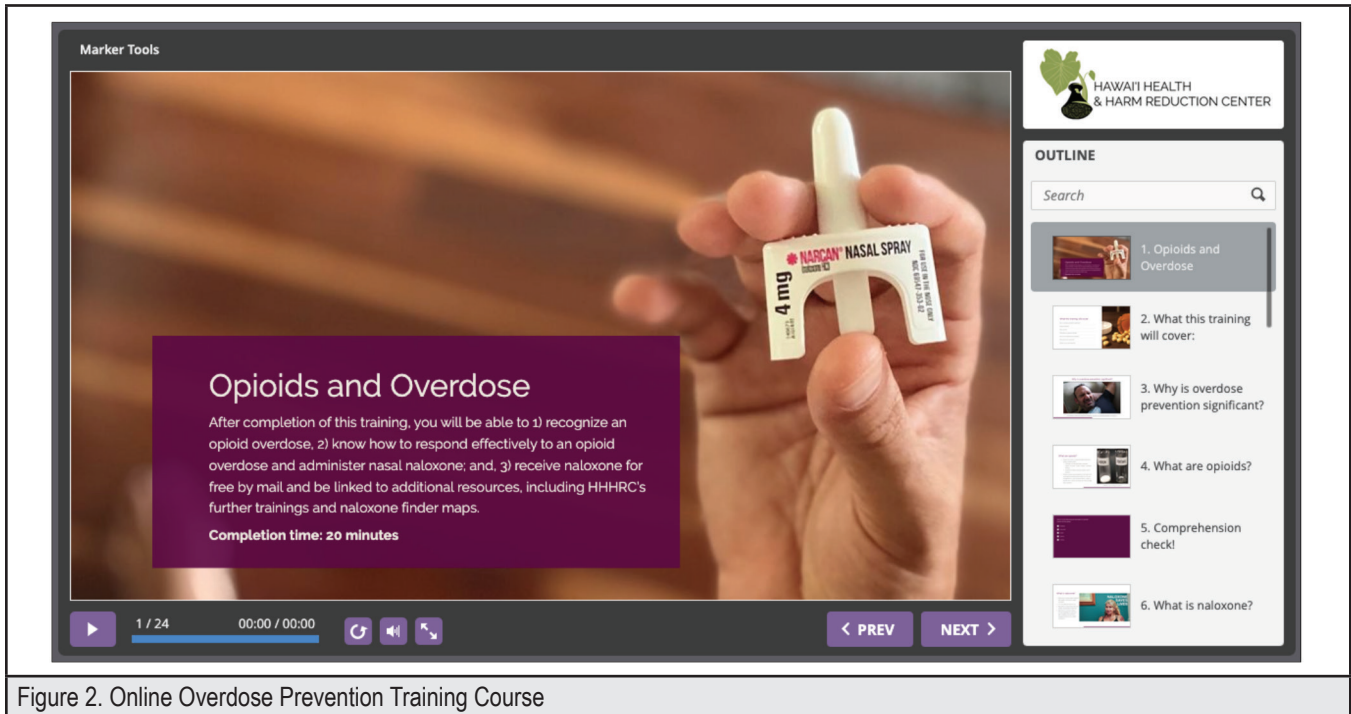 Marker Tools
HAWAI'I HEALTH
& HARM REDUCTION CENTER
NARCAN® NASAL SPRAY
4 mg
FOR USE IN THE NOSE ONLY
Opioids and Overdose
After completion of this training, you will be able to 1) recognize an
opioid overdose, 2) know how to respond effectively to an opioid
overdose and administer nasal naloxone; and, 3) receive naloxone for
free by mail and be linked to additional resources, including HHHRC's
further trainings and naloxone finder maps.
Completion time: 20 minutes
1 / 24
00:00 / 00:00
< PREV
NEXT >
OUTLINE
Search
1. Opioids and
Overdose
2. What this training
will cover:
3. Why is overdose
prevention significant?
4. What are opioids?
5. Comprehension
check!
6. What is naloxone?
Figure 2. Online Overdose Prevention Training Course